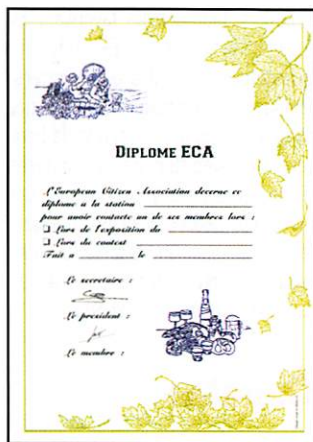 DIPLOME ECA
L'European Citizen Association decerne ce
diplome a la station
pour avoir contacte un de ses membres lors :
❑ Lors de l'exposition du
❑ Lors du contest
Fait a le
Le secretaire :
Le president :
Le membre :